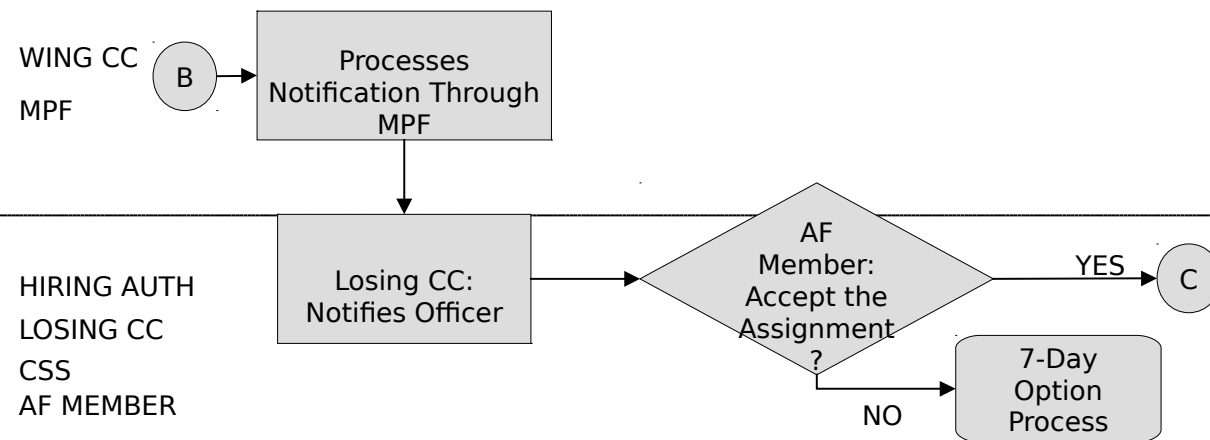 WING CC
MPF
B
Processes
Notification Through
MPF
HIRING AUTH
LOSING CC
CSS
AF MEMBER
Losing CC:
Notifies Officer
AF
Member:
Accept the
Assignment
?
YES
C
NO
7-Day
Option
Process